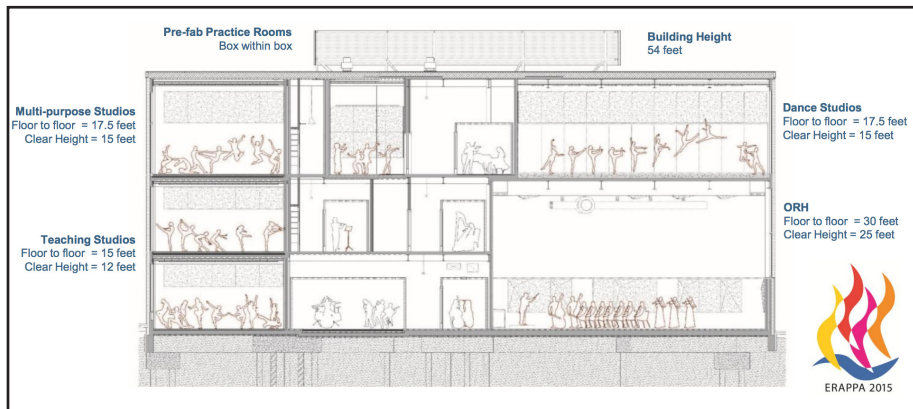 Pre-fab Practice Rooms
Box within box
Building Height
54 feet
Multi-purpose Studios
Floor to floor = 17.5 feet
Clear Height = 15 feet
Dance Studios
Floor to floor = 17.5 feet
Clear Height = 15 feet
Teaching Studios
Floor to floor = 15 feet
Clear Height = 12 feet
ORH
Floor to floor = 30 feet
Clear Height = 25 feet
ERAPPA 2015